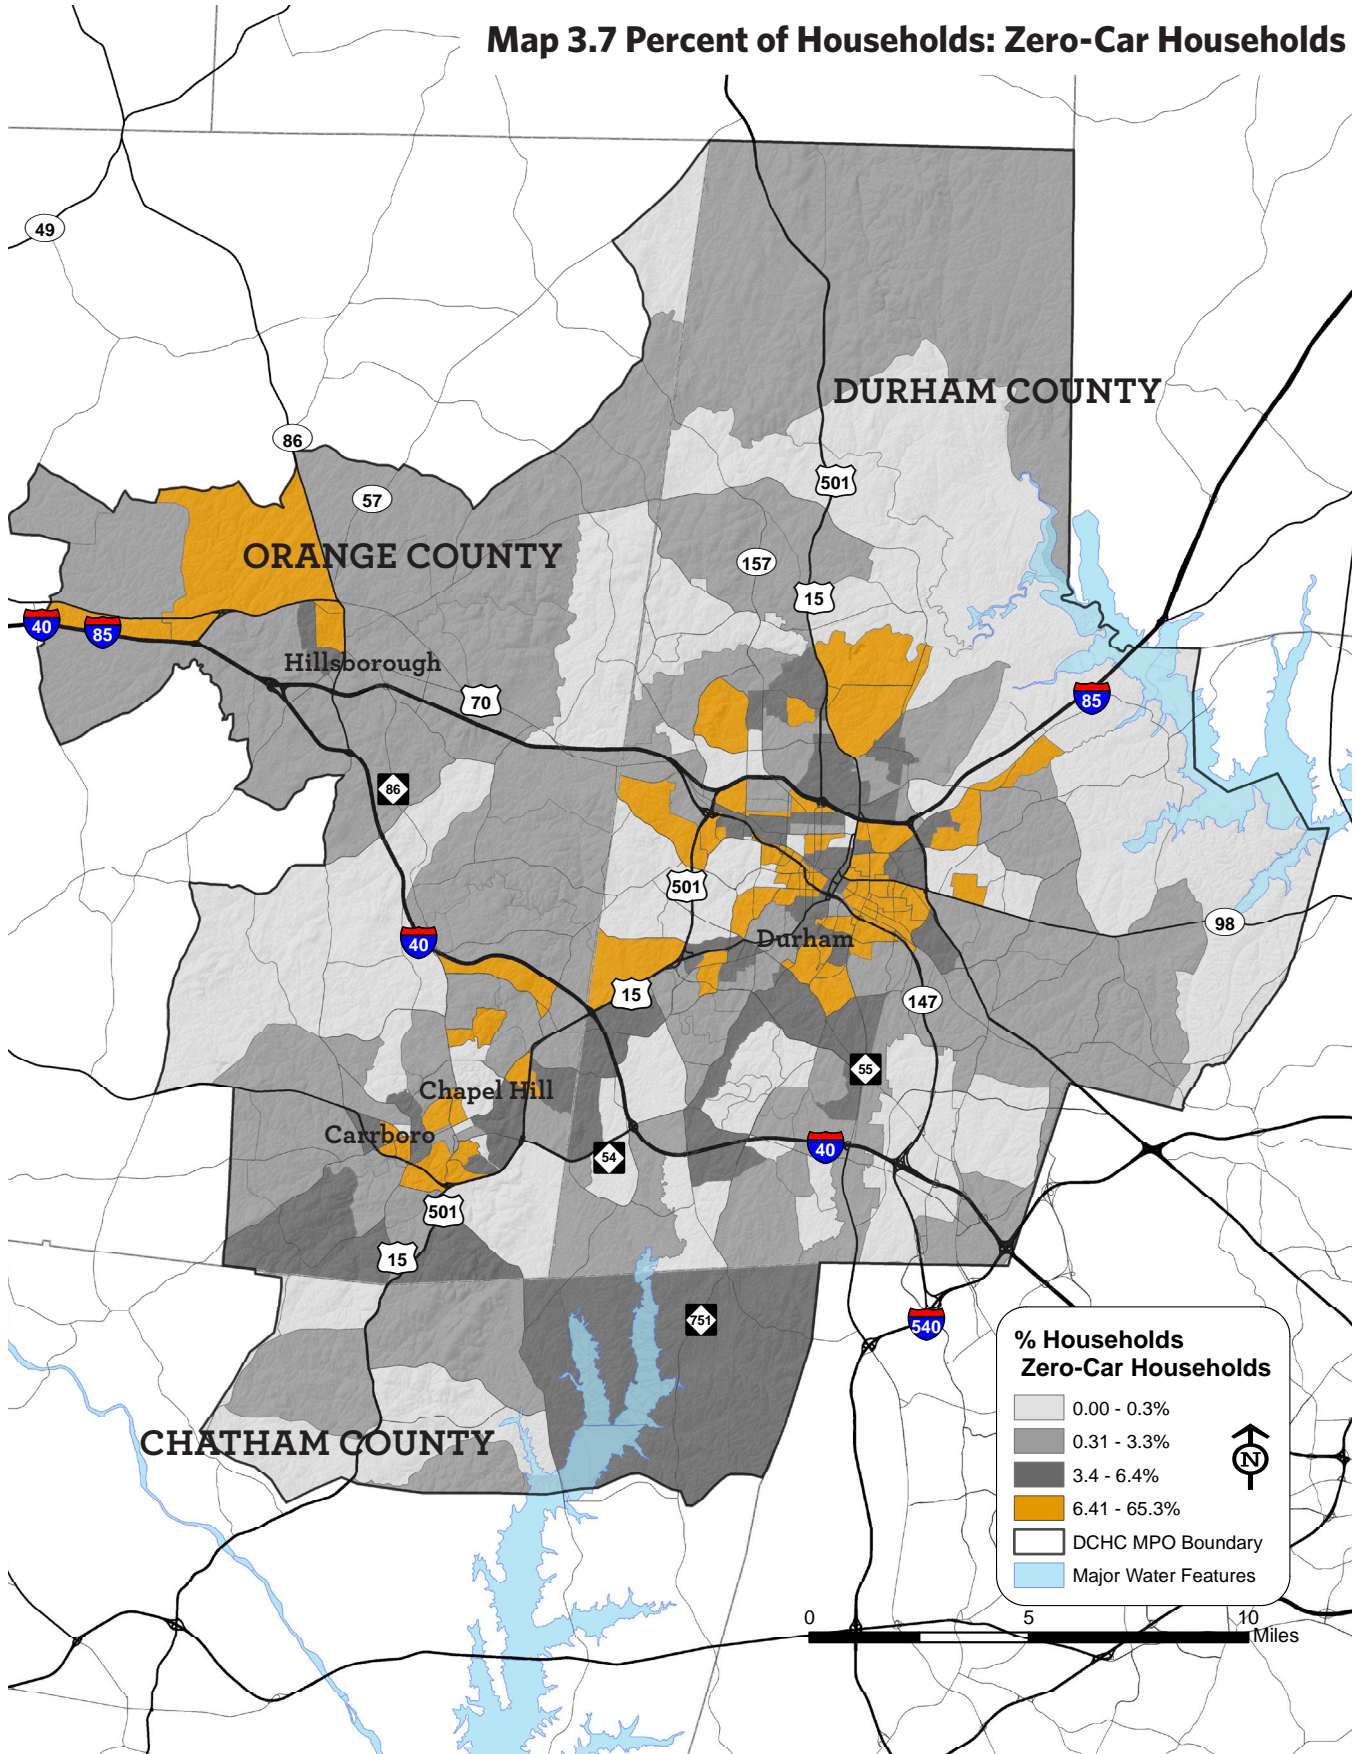 Map 3.7 Percent of Households: Zero-Car Households
49
DURHAM COUNTY
86
501
57
ORANGE COUNTY
157
15
40
85
Hillsborough
70
85
86
501
98
40
Durham
15
147
55
Chapel Hill
Carrboro
40
54
501
15
751
540
CHATHAM COUNTY
% Households
Zero-Car Households
0.00 - 0.3%
0.31 - 3.3%
3.4 - 6.4%
6.41 - 65.3%
DCHC MPO Boundary
Major Water Features
N
0 5 10
Miles